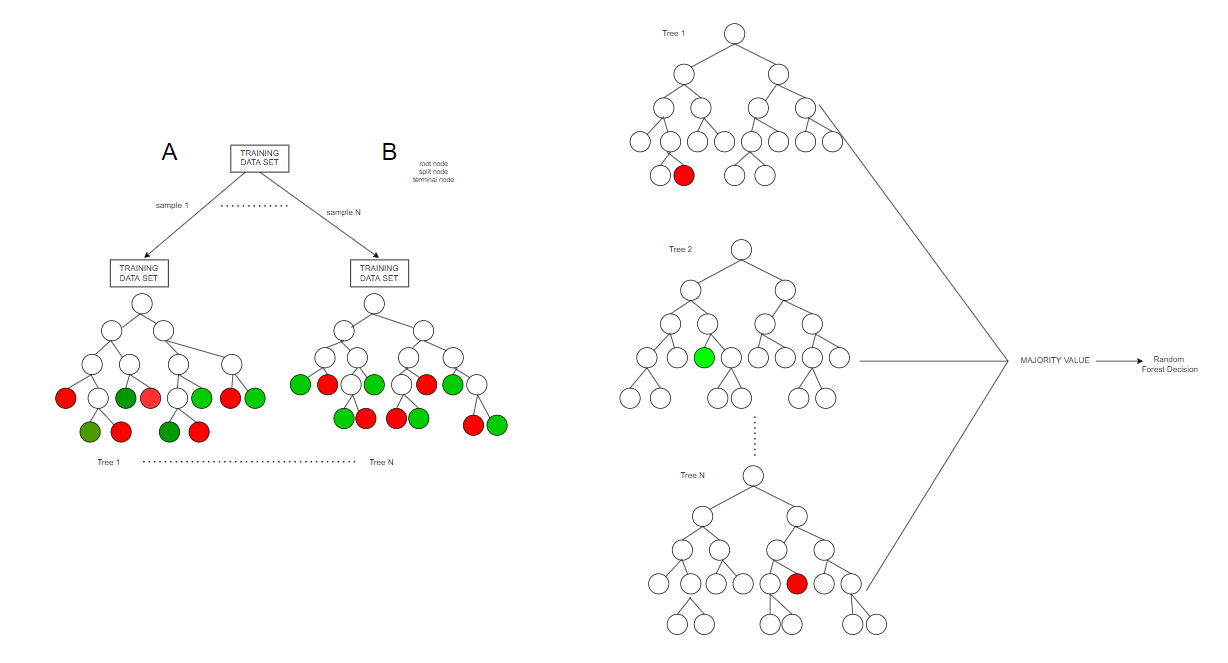 A
TRAINING
DATA SET
B
root node
split node
terminal node
sample 1
sample N
TRAINING
DATA SET
TRAINING
DATA SET
Tree 1
Tree N
Tree 1
Tree 2
Tree N
MAJORITY VALUE
Random
Forest Decision